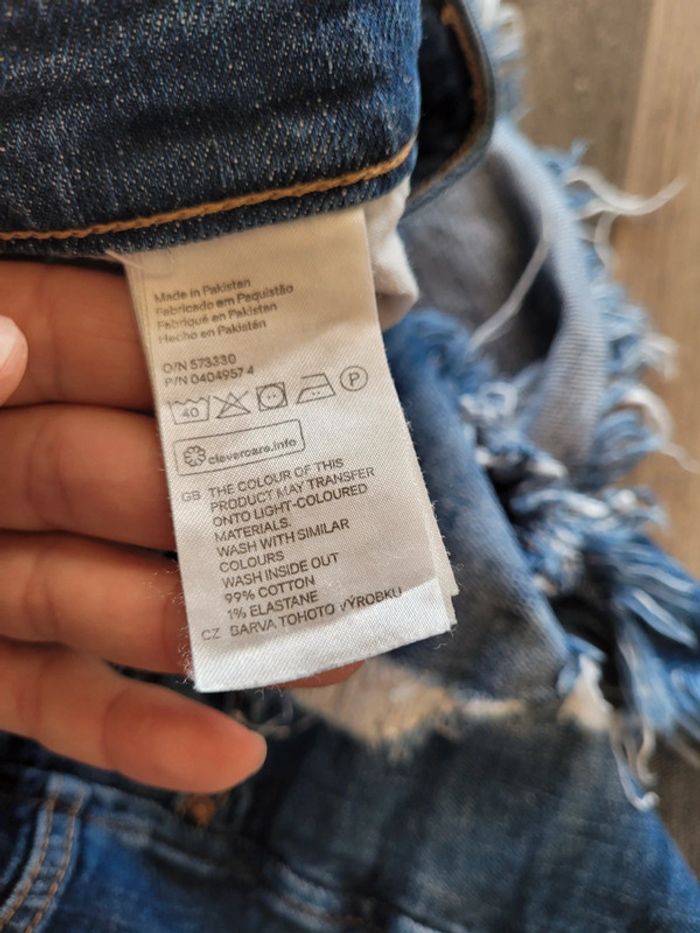 Made in Pakistan
Fabricado em Paquistão
Fabriqué en Pakistan
Hecho en Pakistán
O/N 573330
P/N 0404957 4
40
P
clevercare.info
GB THE COLOUR OF THIS
PRODUCT MAY TRANSFER
ONTO LIGHT-COLOURED
MATERIALS.
WASH WITH SIMILAR
COLOURS
WASH INSIDE OUT
99% COTTON
1% ELASTANE
CZ BARVA TOHOTO VÝROBKU